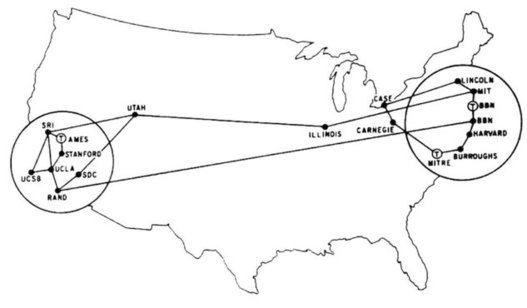 LINCOLN
MIT
CASE
T BBN
UTAH
BBN
SRI
ILLINOIS
CARNEGIE
HARVARD
T AMES
STANFORD
T
BURROUGHS
MITRE
UCLA
SDC
UCSB
RAND